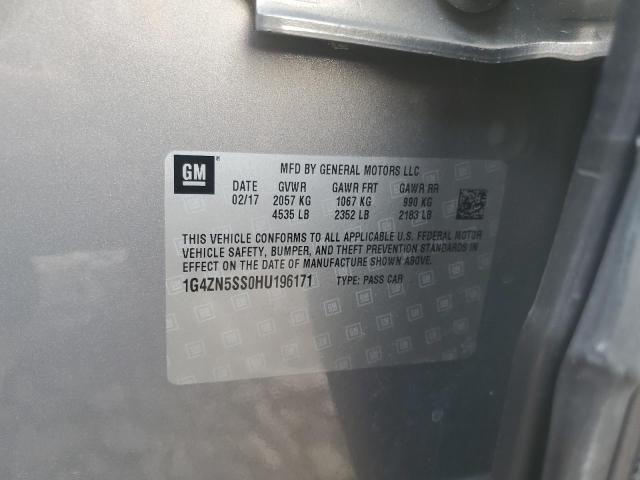 GM
MFD BY GENERAL MOTORS LLC
DATE GVWR GAWR FRT GAWR RR
02/17 2057 KG 1067 KG 990 KG
4535 LB 2352 LB 2183 LB
THIS VEHICLE CONFORMS TO ALL APPLICABLE U.S. FEDERAL MOTOR
VEHICLE SAFETY, BUMPER, AND THEFT PREVENTION STANDARDS IN
EFFECT ON THE DATE OF MANUFACTURE SHOWN ABOVE.
1G4ZN5SS0HU196171 TYPE: PASS CAR